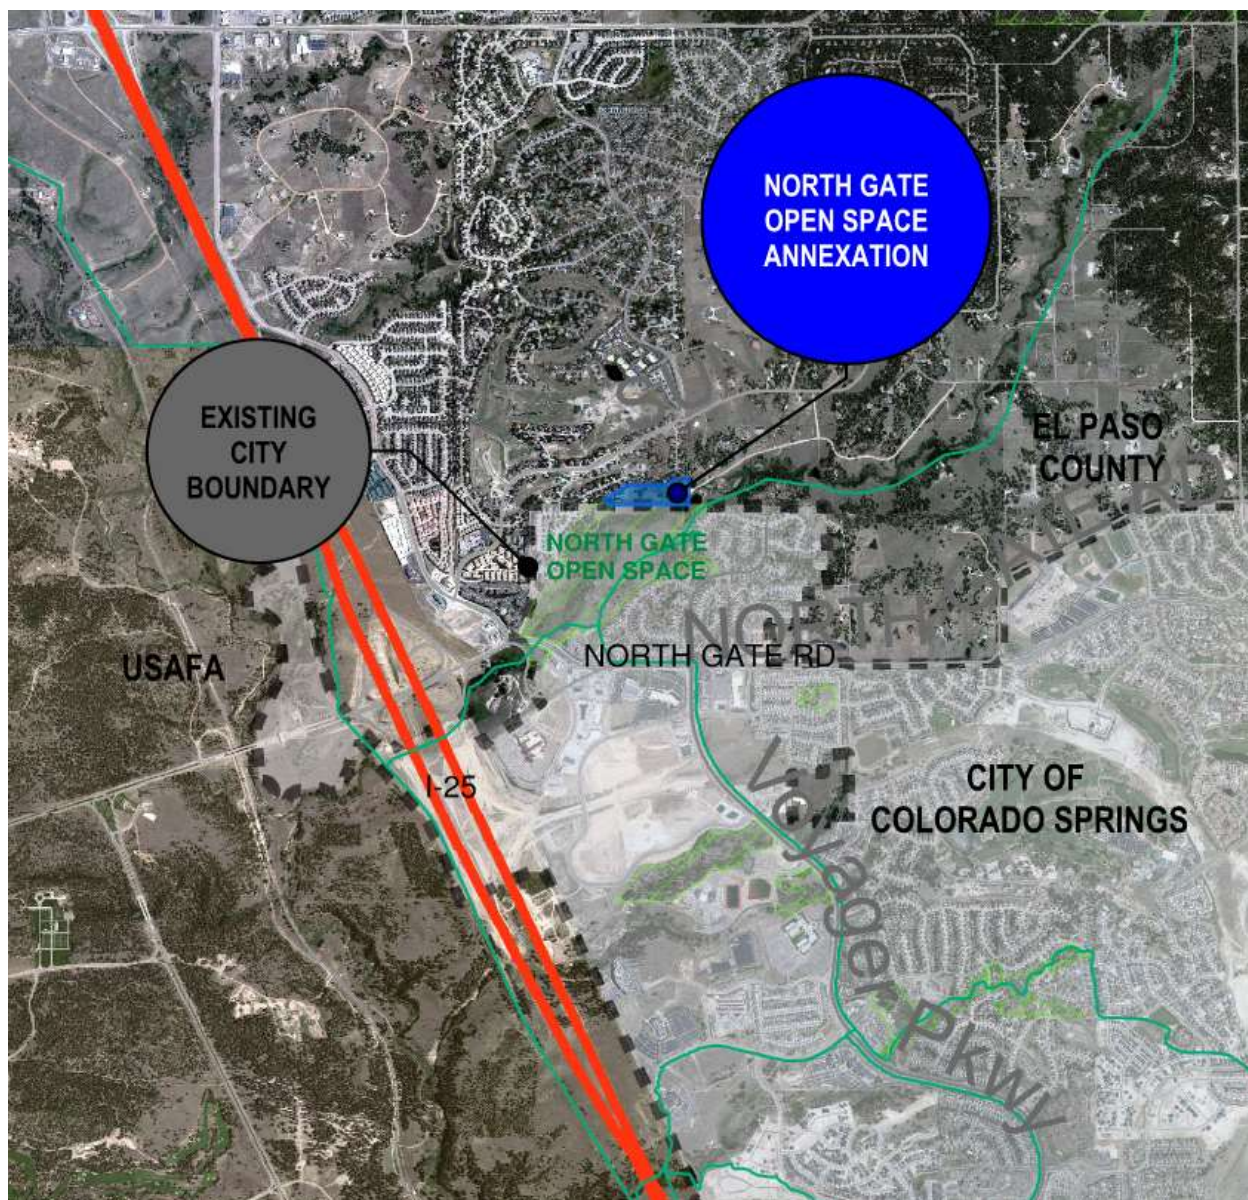 NORTH GATE
OPEN SPACE
ANNEXATION
EXISTING
CITY
BOUNDARY
EL PASO
COUNTY
NORTH GATE
OPEN SPACE
NORTH
NORTH GATE RD
USAFA
I-25
CITY OF
COLORADO SPRINGS
Voyager Pkwy